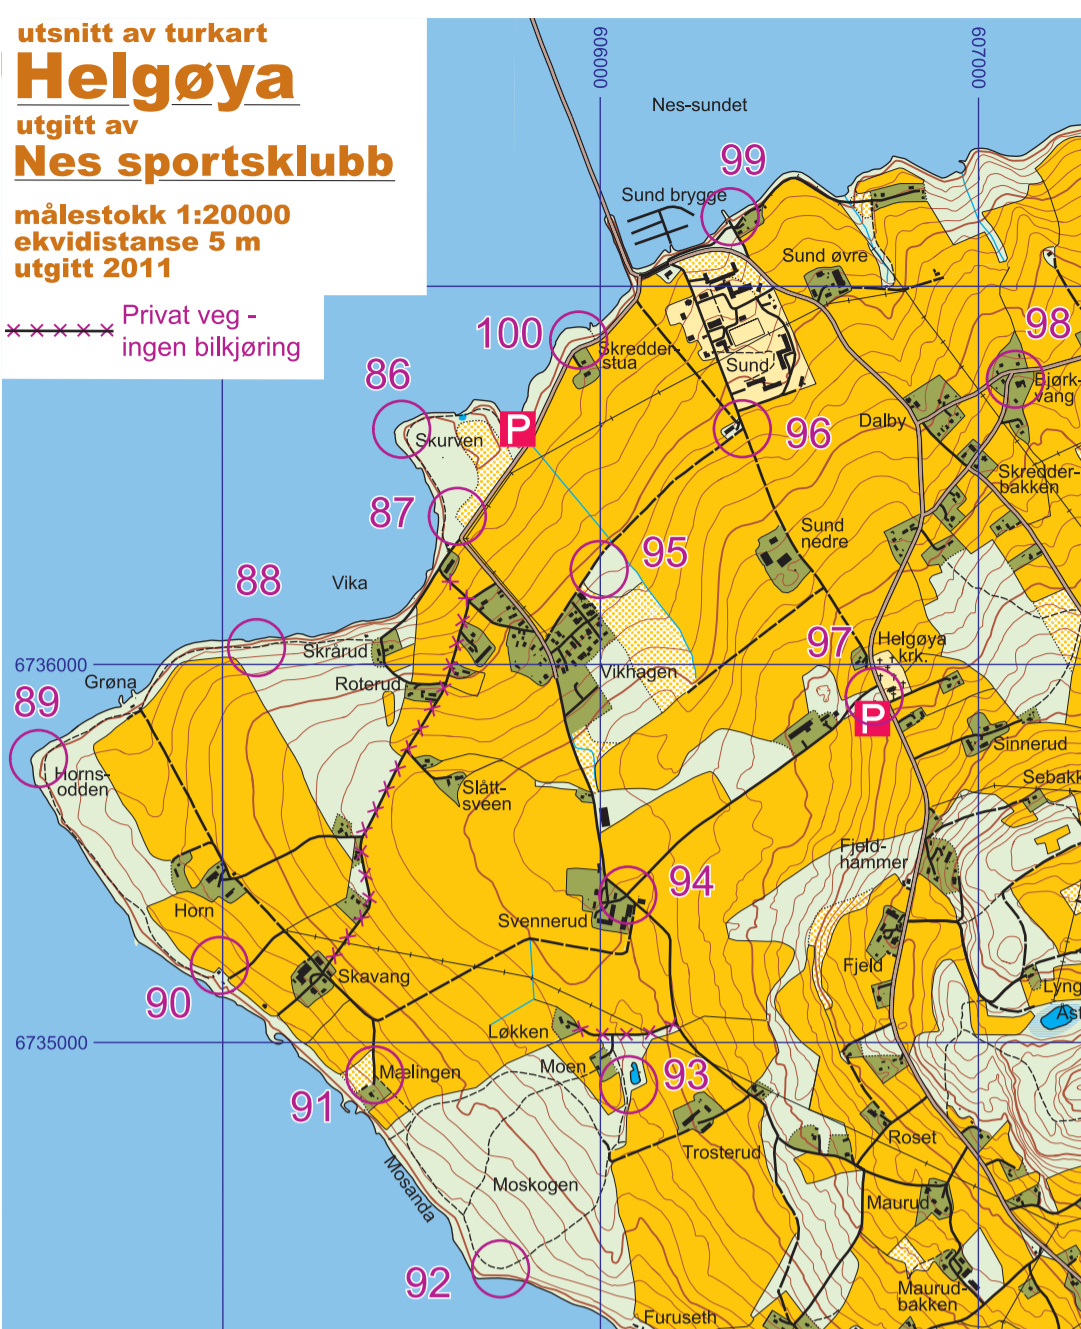 utsnitt av turkart
Helgøya
utgitt av
Nes sportsklubb
målestokk 1:20000
ekvidistanse 5 m
utgitt 2011
Privat veg -
ingen bilkjøring
606000
607000
Nes-sundet
99
Sund brygge
Sund øvre
100
Skredder-
stua
Sund
98
Bjørk-
vang
86
Skurven
P
96
Dalby
Skredder-
bakken
87
Sund
nedre
95
88
Vika
Skrårud
97
Helgøya
krk.
6736000
Grøna
Roterud
Vikhagen
89
P
Horns-
odden
Sinnerud
Slått-
svéen
Sebakk
Fjeld-
hammer
94
Horn
Svennerud
Fjeld
Skavang
90
Lyng
Ast
Løkken
6735000
Moen
93
Mælingen
91
Roset
Trosterud
Mosanda
Moskogen
Maurud
92
Maurud-
bakken
Furuseth